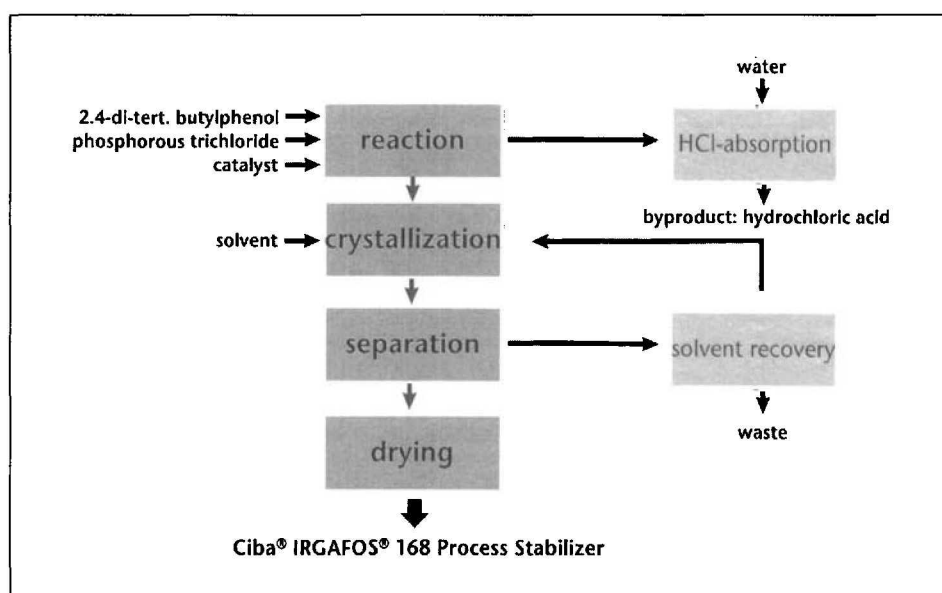 water
2.4-di-tert. butylphenol
phosphorous trichloride
catalyst
reaction
HCl-absorption
byproduct: hydrochloric acid
solvent
crystallization
separation
solvent recovery
waste
drying
Ciba® IRGAFOS® 168 Process Stabilizer